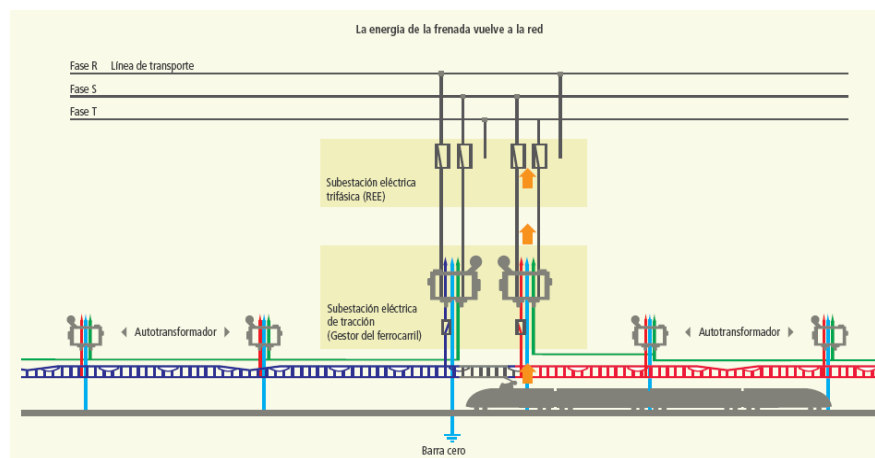 La energía de la frenada vuelve a la red
Fase R Línea de transporte
Fase S
Fase T
Subestación eléctrica
trifásica (REE)
Subestación eléctrica
de tracción
(Gestor del ferrocarril)
Autotransformador
Autotransformador
Barra cero